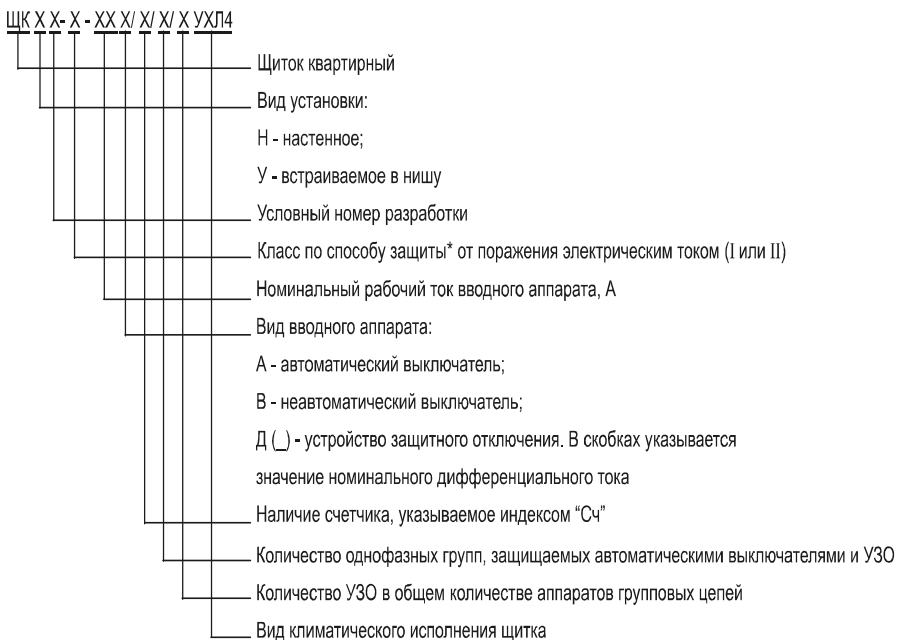 ЩК Х Х- Х - ХХ Х/ Х/ Х/ Х УХЛ4
Щиток квартирный
Вид установки:
Н - настенное;
У - встраиваемое в нишу
Условный номер разработки
Класс по способу защиты* от поражения электрическим током (I или II)
Номинальный рабочий ток вводного аппарата, А
Вид вводного аппарата:
А - автоматический выключатель;
В - неавтоматический выключатель;
Д (_) - устройство защитного отключения. В скобках указывается
значение номинального дифференциального тока
Наличие счетчика, указываемое индексом “Сч”
Количество однофазных групп, защищаемых автоматическими выключателями и УЗО
Количество УЗО в общем количестве аппаратов групповых цепей
Вид климатического исполнения щитка